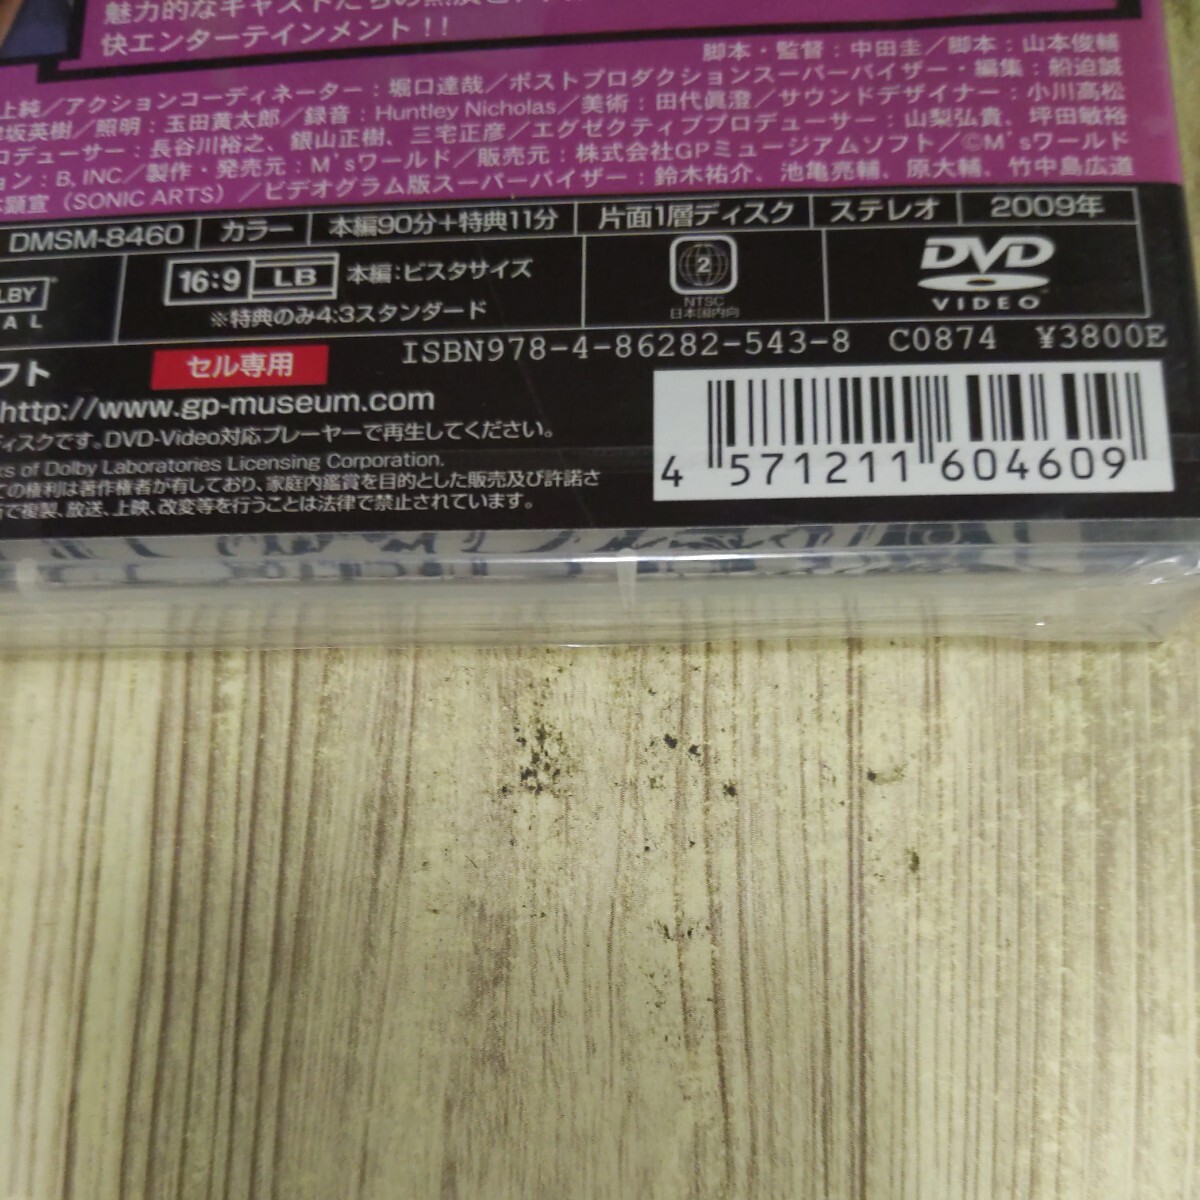 魅力的なキャストたちの
快エンターテインメント!!
脚本・監督:中田圭／脚本:山本俊輔
上純／アクションコーディネーター:堀口達哉／ポストプロダクションスーパーバイザー・編集:船迫誠
坂英樹／照明:玉田黄太郎／録音:Huntley Nicholas／美術:田代眞澄／サウンドデザイナー:小川高松
ロデューサー:長谷川裕之、銀山正樹、三宅正彦／エグゼクティブプロデューサー:山梨弘貴、坪田敏裕
ョン:B, INC／製作・発売元:M'sワールド／販売元:株式会社GPミュージアムソフト／©M'sワールド
顕宣（SONIC ARTS）／ビデオグラム版スーパーバイザー:鈴木祐介、池亀亮輔、原大輔、竹中島広道
DMSM-8460 カラー 本編90分+特典11分 片面1層ディスク ステレオ 2009年
LBY
AL
16:9 LB 本編:ビスタサイズ
※特典のみ4:3スタンダード
2
NTSC
日本国内向
DVD
VIDEO
ISBN978-4-86282-543-8 C0874 ¥3800E
フト
セル専用
http://www.gp-museum.com
ディスクです。DVD-Video対応プレーヤーで再生してください。
ks of Dolby Laboratories Licensing Corporation.
ての権利は著作権者が有しており、家庭内鑑賞を目的とした販売及び許諾さ
で複製、放送、上映、改変等を行うことは法律で禁止されています。
4 571211 604609